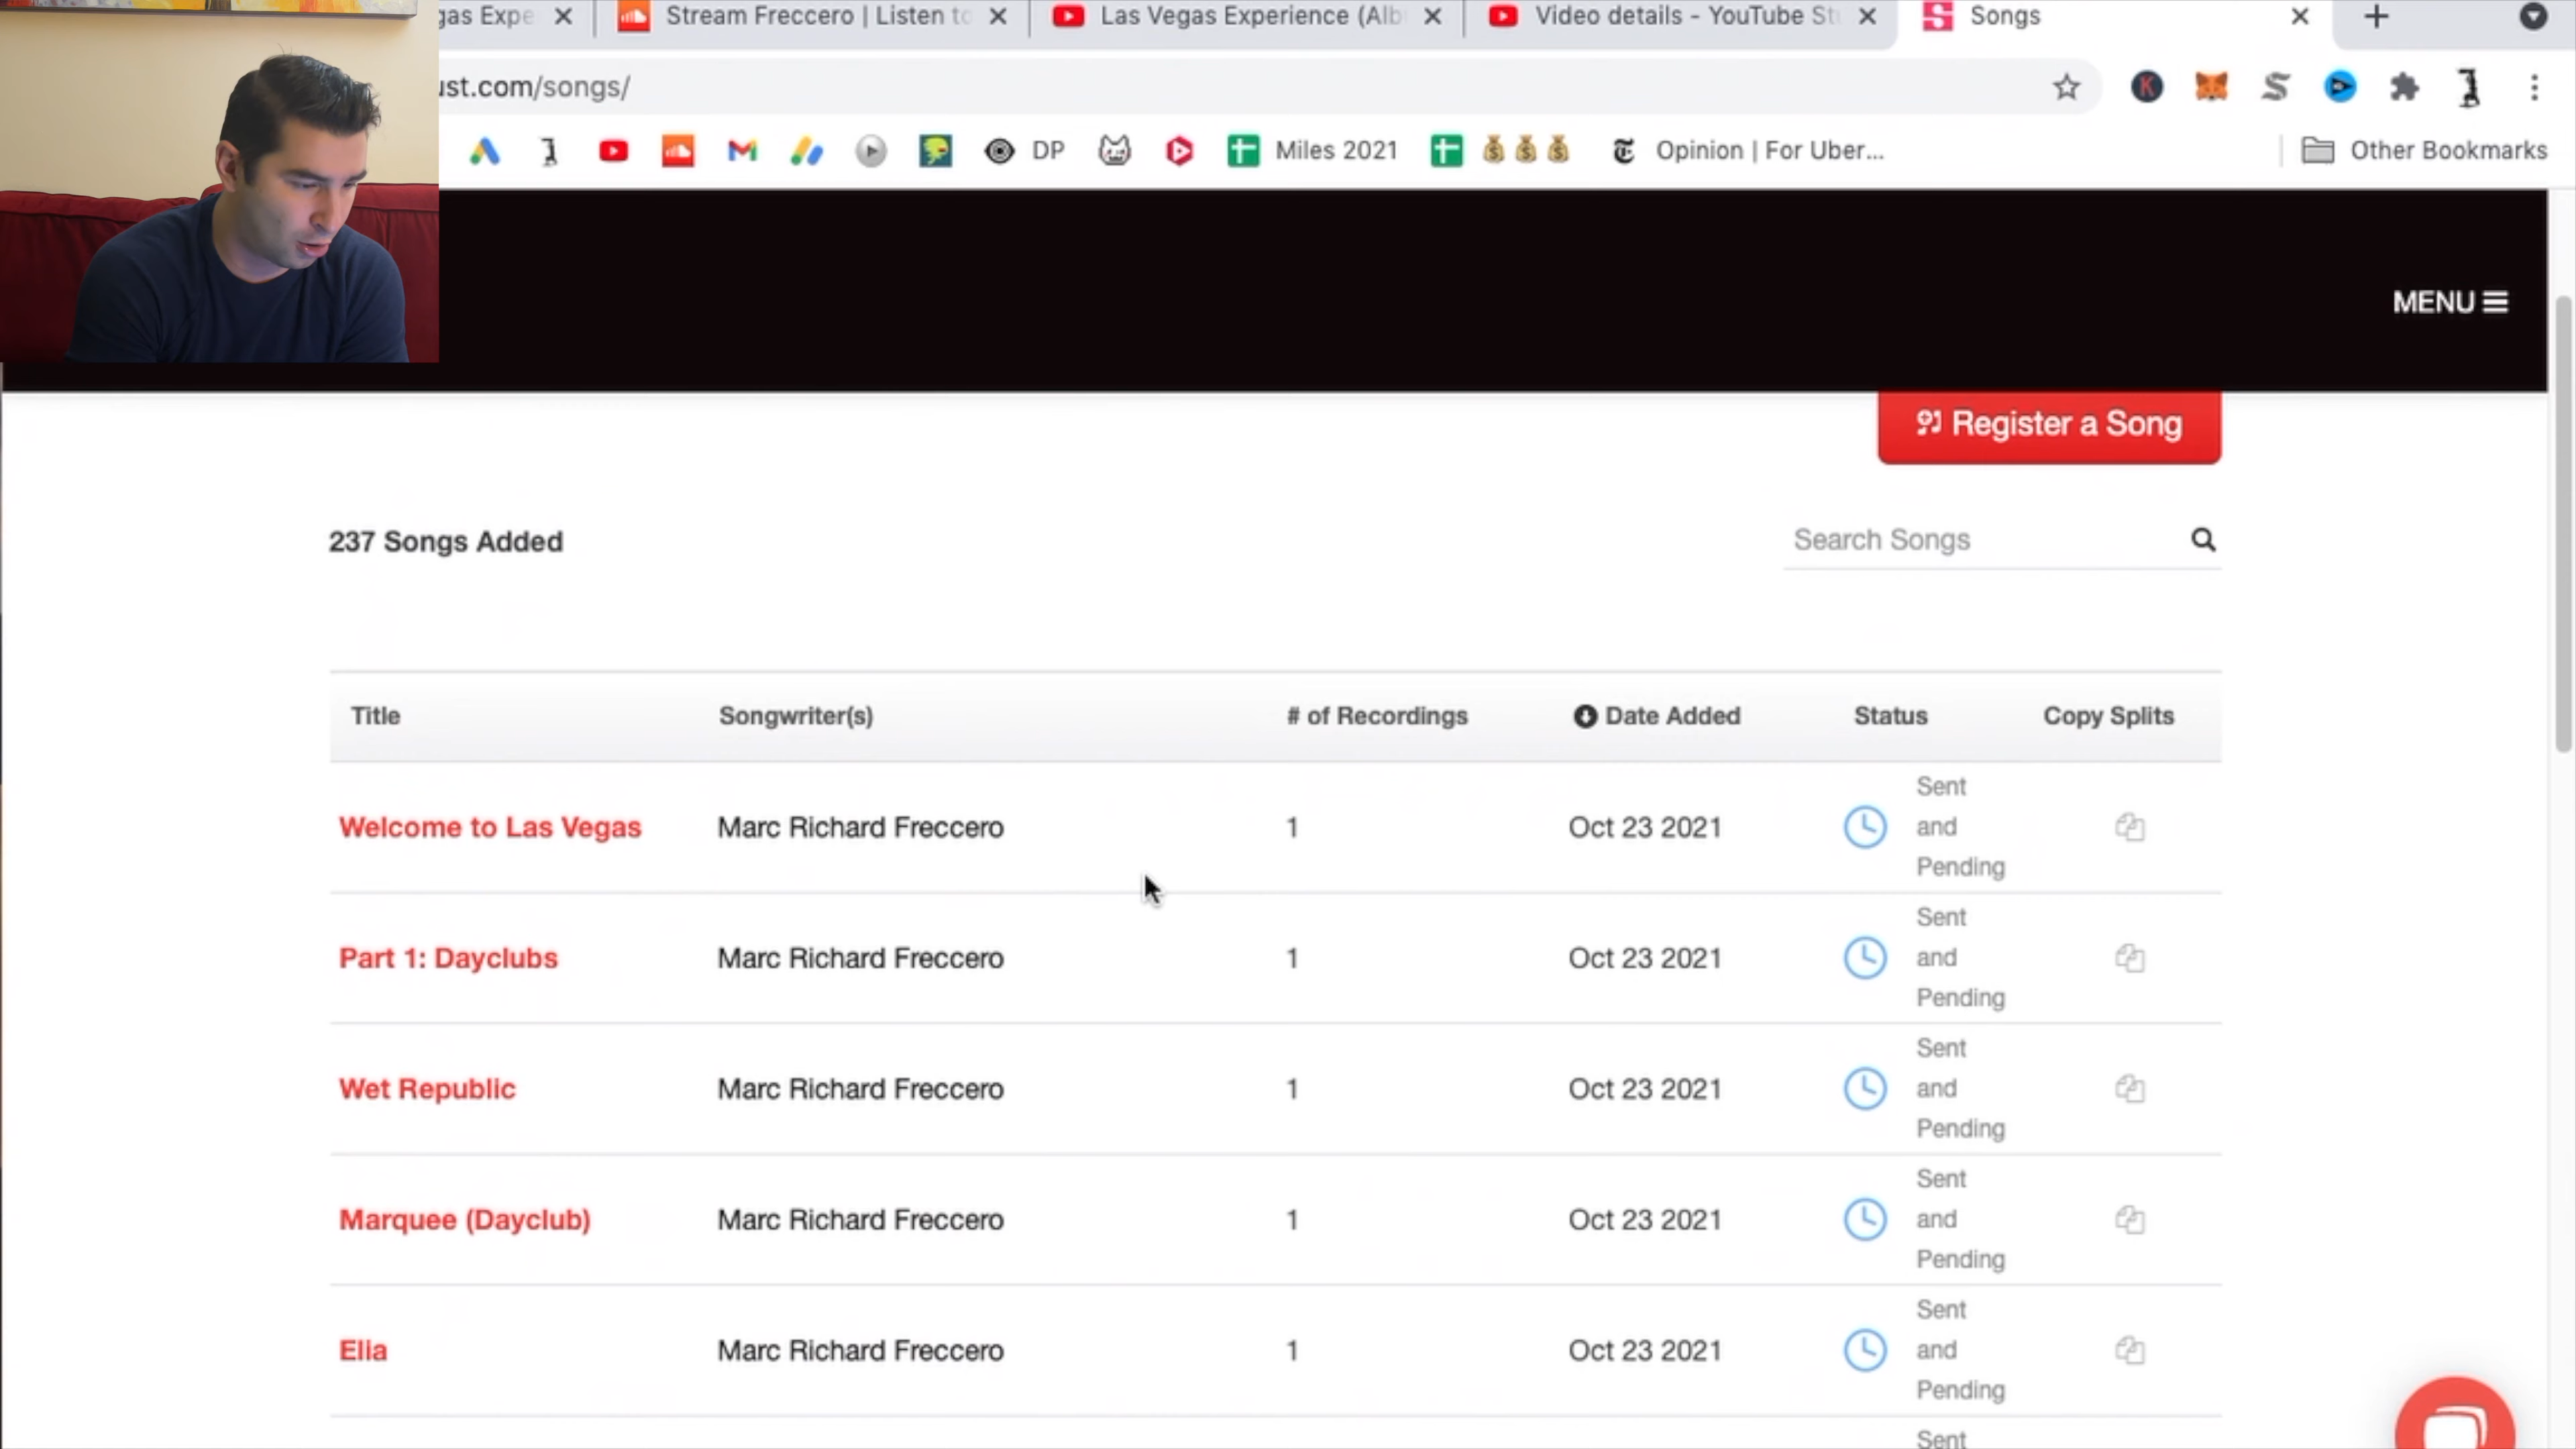 gas Expe
Stream Freccero | Listen to
Las Vegas Experience (Alb
Video details - YouTube St
Songs
ust.com/songs/
DP
Miles 2021
Opinion | For Uber...
Other Bookmarks
MENU
Register a Song
237 Songs Added
Search Songs
Title Songwriter(s) # of Recordings Date Added Status Copy Splits
Welcome to Las Vegas Marc Richard Freccero 1 Oct 23 2021 Sent and Pending
Part 1: Dayclubs Marc Richard Freccero 1 Oct 23 2021 Sent and Pending
Wet Republic Marc Richard Freccero 1 Oct 23 2021 Sent and Pending
Marquee (Dayclub) Marc Richard Freccero 1 Oct 23 2021 Sent and Pending
Ella Marc Richard Freccero 1 Oct 23 2021 Sent and Pending
Sent